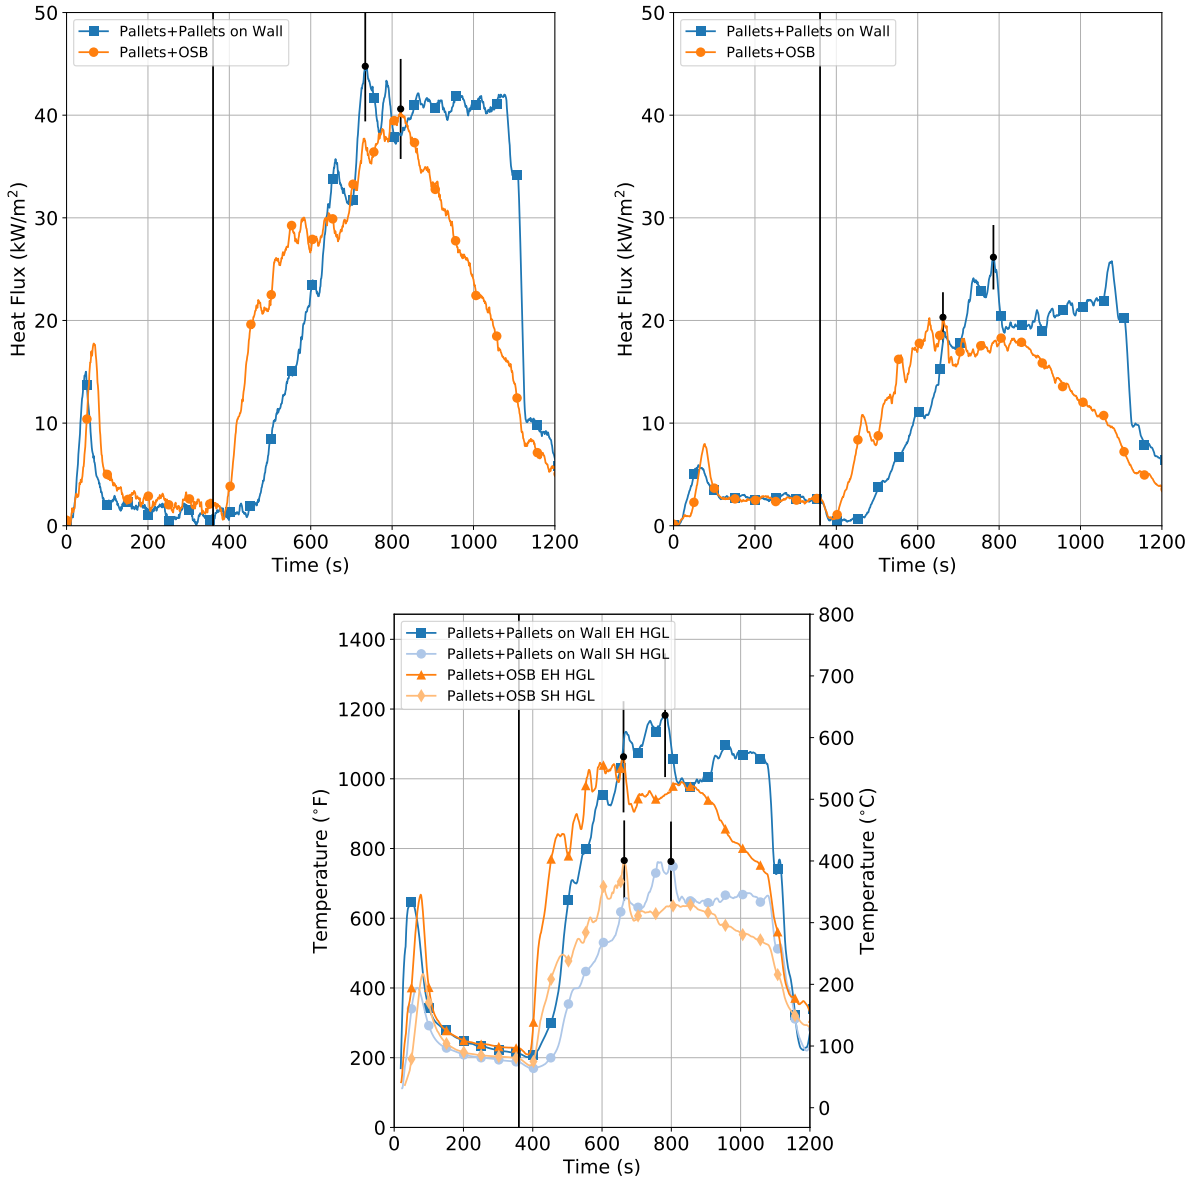 50
40
30
20
10
0
Heat Flux (kW/m²)
Pallets+Pallets on Wall
Pallets+OSB
0 200 400 600 800 1000 1200
Time (s)
50
40
30
20
10
0
Heat Flux (kW/m²)
Pallets+Pallets on Wall
Pallets+OSB
0 200 400 600 800 1000 1200
Time (s)
1400
1200
1000
800
600
400
200
0
Temperature (°F)
Pallets+Pallets on Wall EH HGL
Pallets+Pallets on Wall SH HGL
Pallets+OSB EH HGL
Pallets+OSB SH HGL
800
700
600
500
400
300
200
100
0
Temperature (°C)
0 200 400 600 800 1000 1200
Time (s)